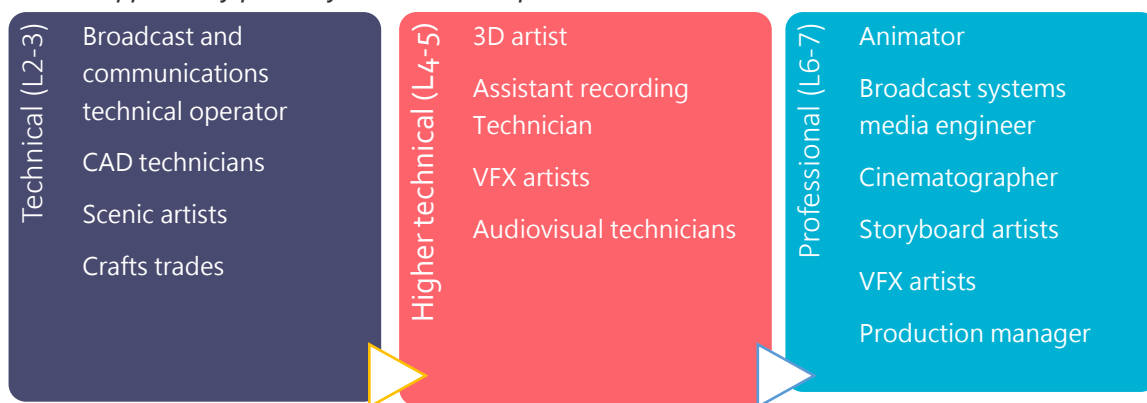 Technical (L2-3)
Broadcast and
communications
technical operator
CAD technicians
Scenic artists
Crafts trades
Higher technical (L4-5)
3D artist
Assistant recording
Technician
VFX artists
Audiovisual technicians
Professional (L6-7)
Animator
Broadcast systems
media engineer
Cinematographer
Storyboard artists
VFX artists
Production manager